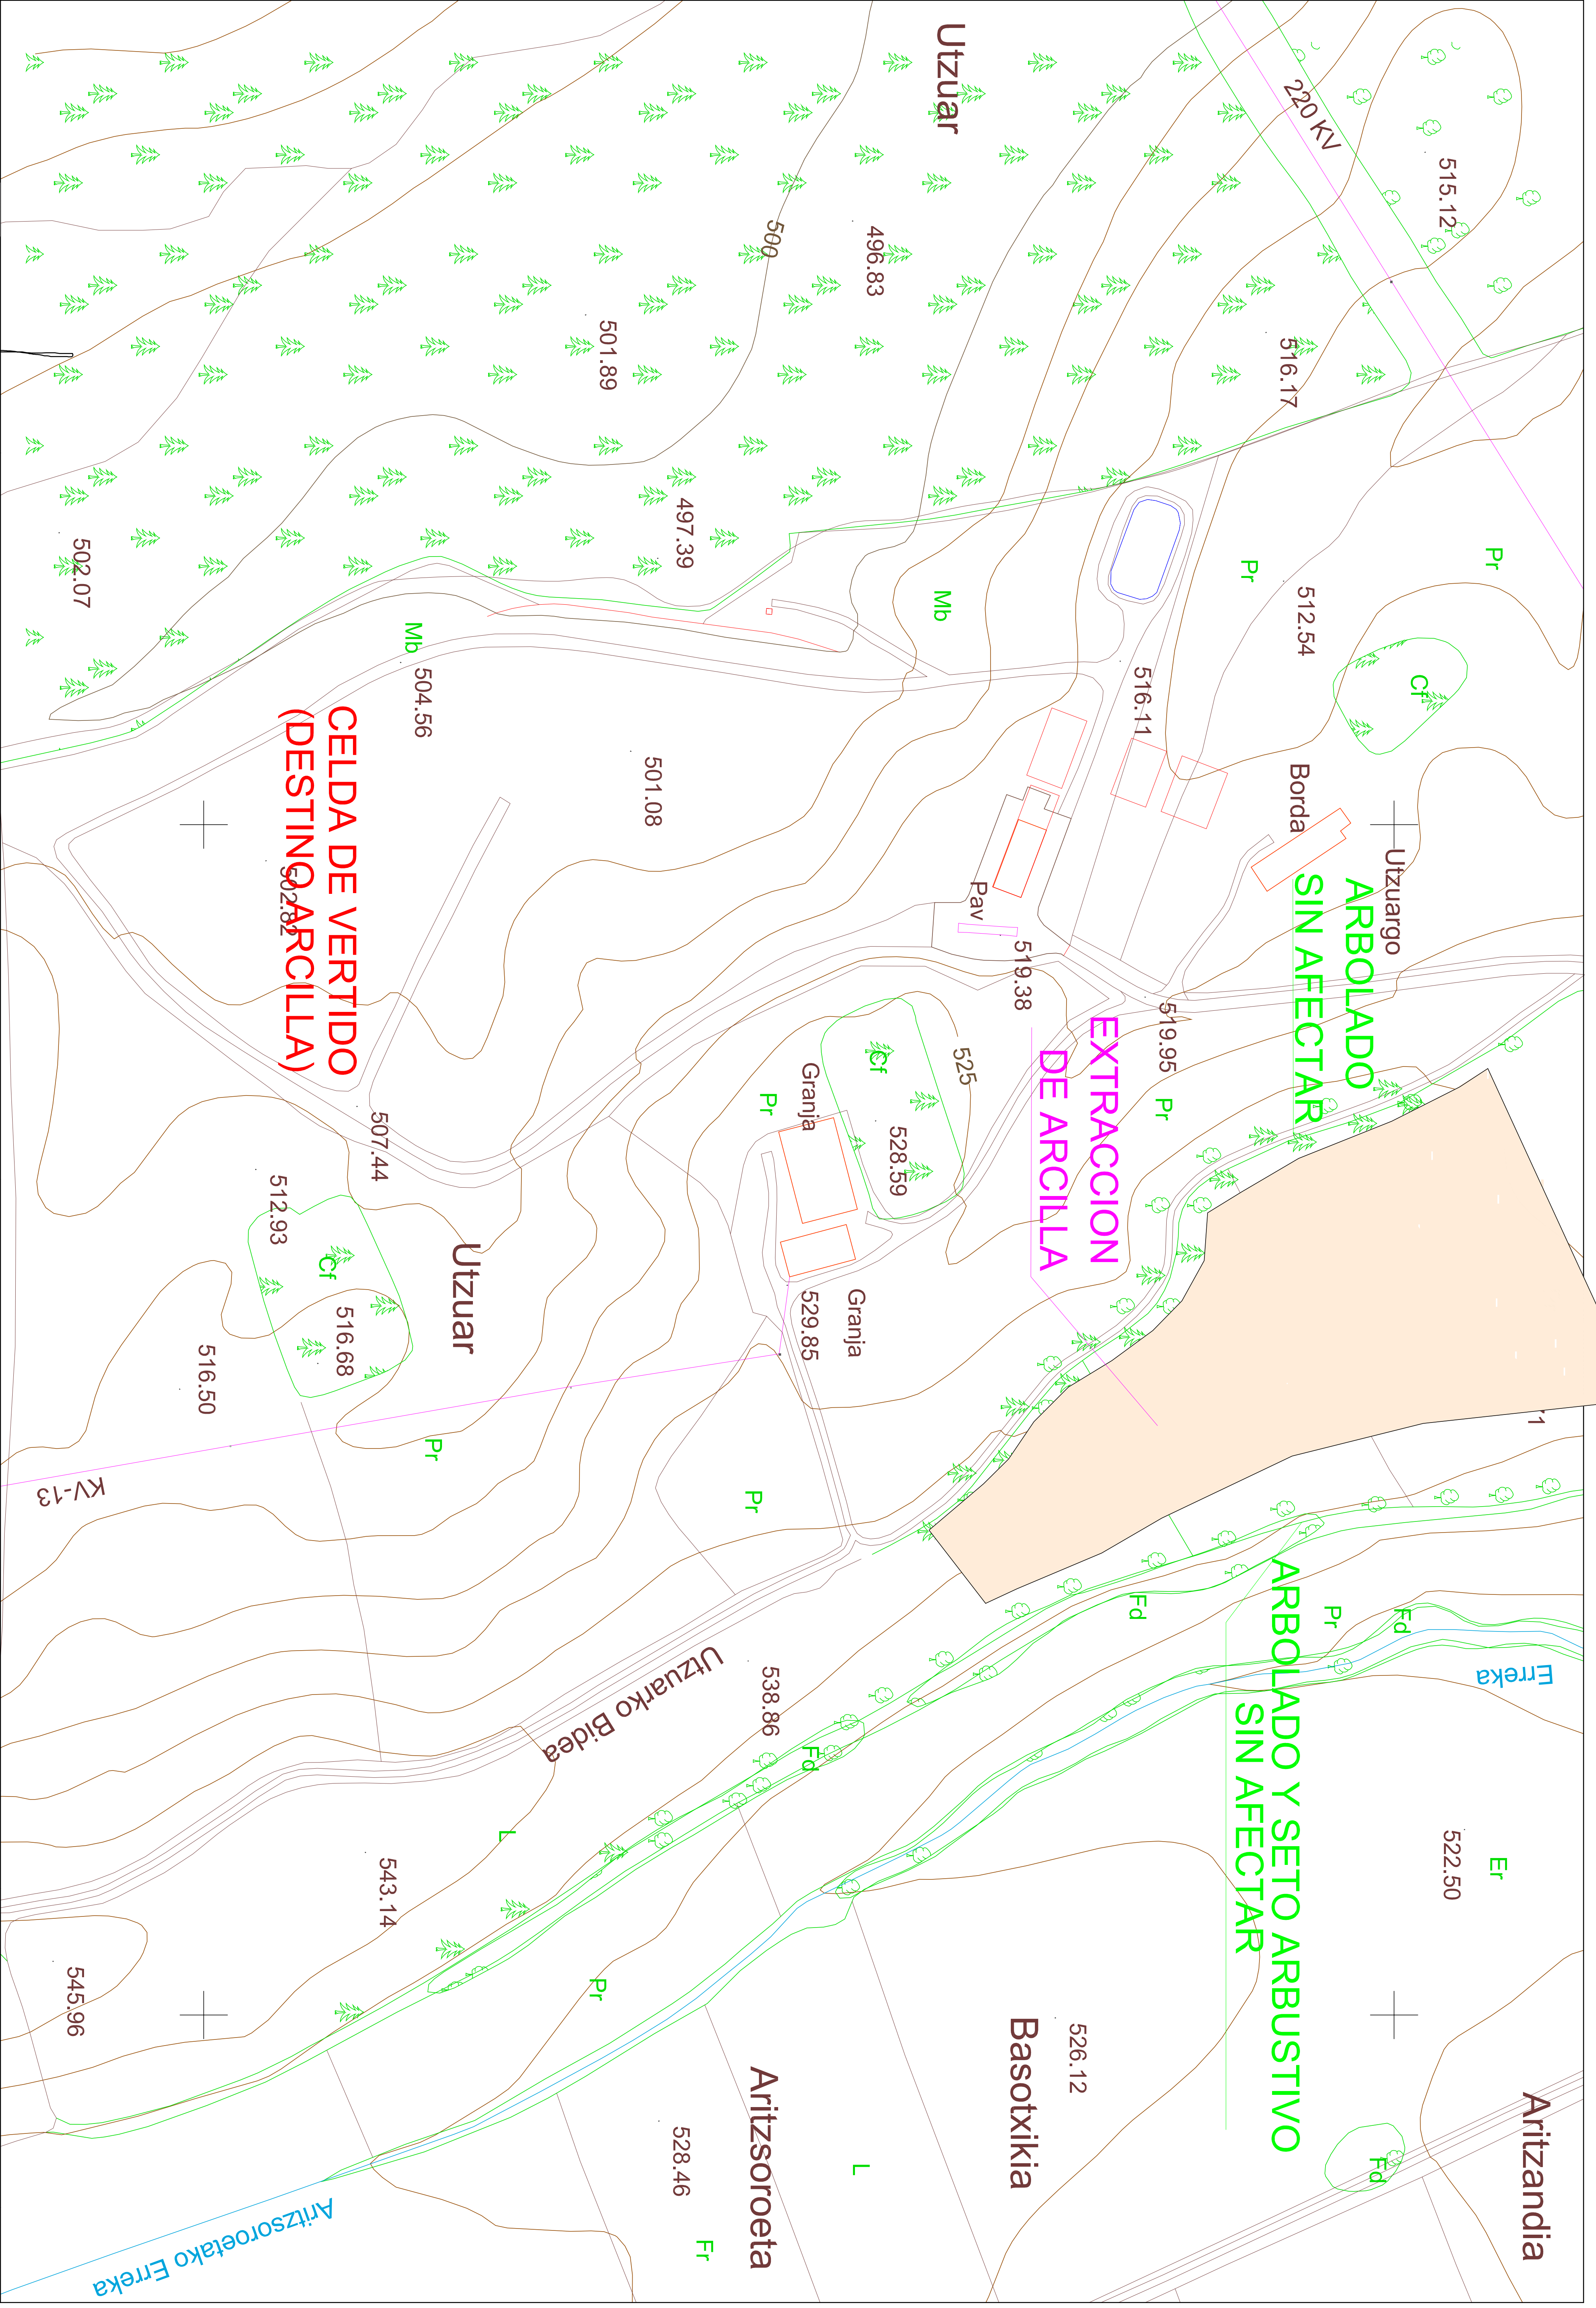 Utzuar
220 KV
515.12
500
496.83
501.89
516.17
497.39
502.07
Mb
Mb
Pr
Pr
512.54
Cf
504.56
516.11
501.08
CELDA DE VERTIDO
(DESTINO ARCILLA)
502.82
Borda
Utzuargo
Pav
519.38
519.95
ARBOLADO
SIN AFECTAR
EXTRACCION
DE ARCILLA
525
Cf
Granja
Pr
Pr
528.59
507.44
512.93
Cf
516.68
Utzuar
516.50
529.85
Granja
Pr
KV-13
Pr
Utzuarko Bidea
538.86
Fd
Fd
Pr
Fd
Erreka
ARBOLADO Y SETO ARBUSTIVO
SIN AFECTAR
522.50
Er
L
543.14
545.96
Pr
526.12
Basotxikia
Aritzsoroeta
528.46
L
Fr
Fd
Aritzandia
Aritzsoroetako Erreka